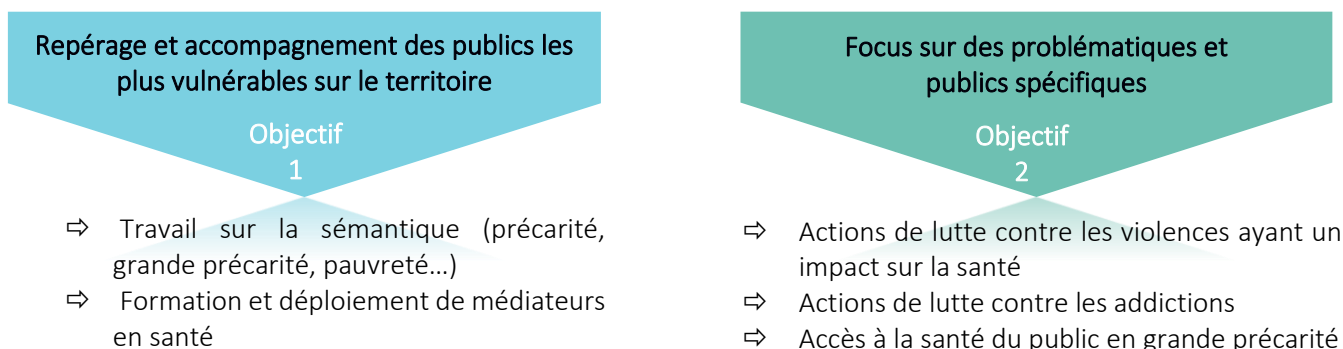 Repérage et accompagnement des publics les
plus vulnérables sur le territoire
Objectif
1
⇨ Travail sur la sémantique (précarité,
grande précarité, pauvreté…)
⇨ Formation et déploiement de médiateurs
en santé
Focus sur des problématiques et
publics spécifiques
Objectif
2
⇨ Actions de lutte contre les violences ayant un
impact sur la santé
⇨ Actions de lutte contre les addictions
⇨ Accès à la santé du public en grande précarité